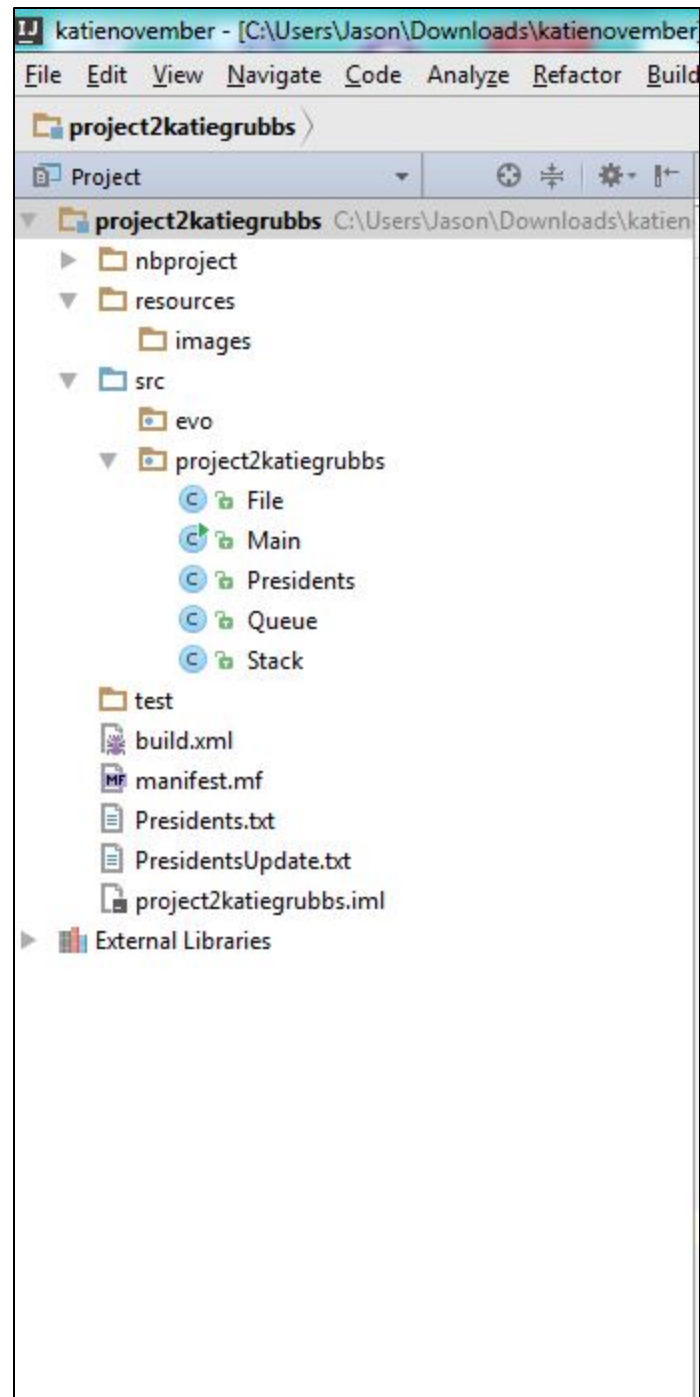 IJ katienovember - [C:\Users\Jason\Downloads\katienovember]
File Edit View Navigate Code Analyze Refactor Build
project2katiegrubbs
Project
project2katiegrubbs C:\Users\Jason\Downloads\katien
nbproject
resources
images
src
evo
project2katiegrubbs
C File
C Main
C Presidents
C Queue
C Stack
test
build.xml
MF manifest.mf
Presidents.txt
PresidentsUpdate.txt
project2katiegrubbs.iml
External Libraries